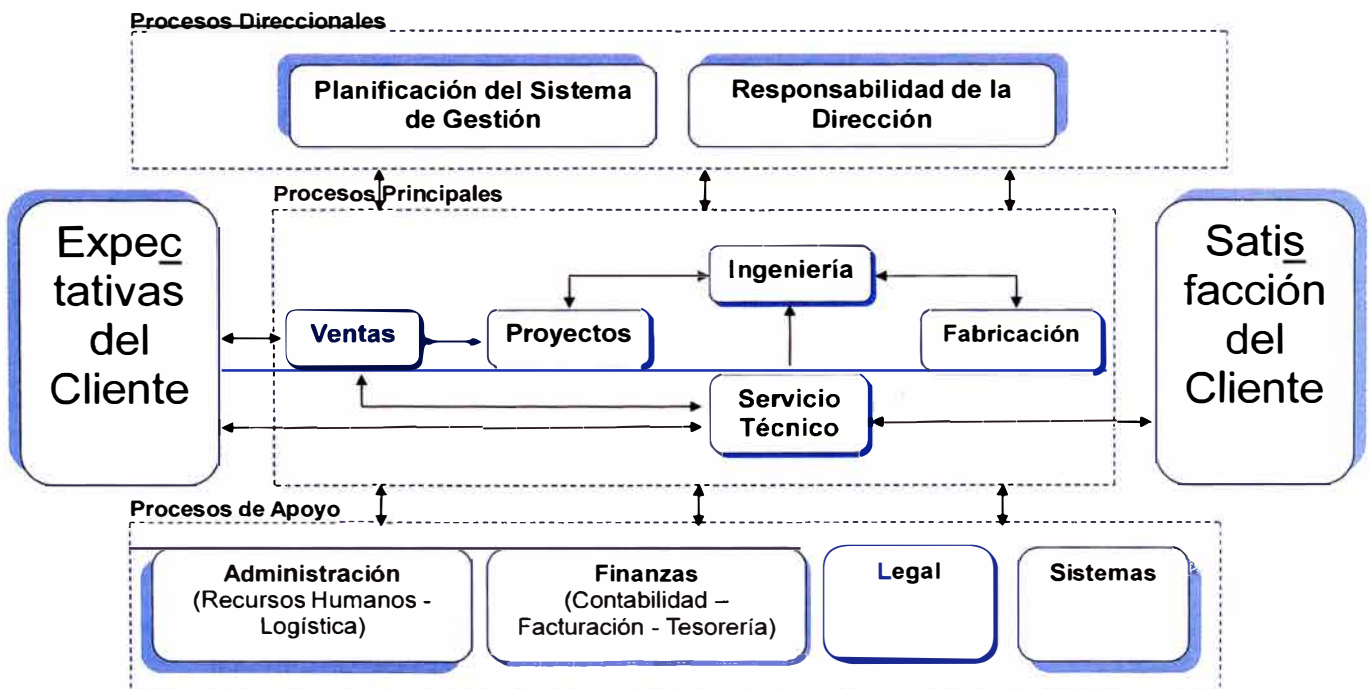 Procesos Direccionales
Planificación del Sistema
de Gestión
Responsabilidad de la
Dirección
Procesos Principales
Expec
tativas
del
Cliente
Ingeniería
Ventas
Proyectos
Fabricación
Servicio
Técnico
Satis
facción
del
Cliente
Procesos de Apoyo
Administración
(Recursos Humanos -
Logística)
Finanzas
(Contabilidad –
Facturación - Tesorería)
Legal
Sistemas